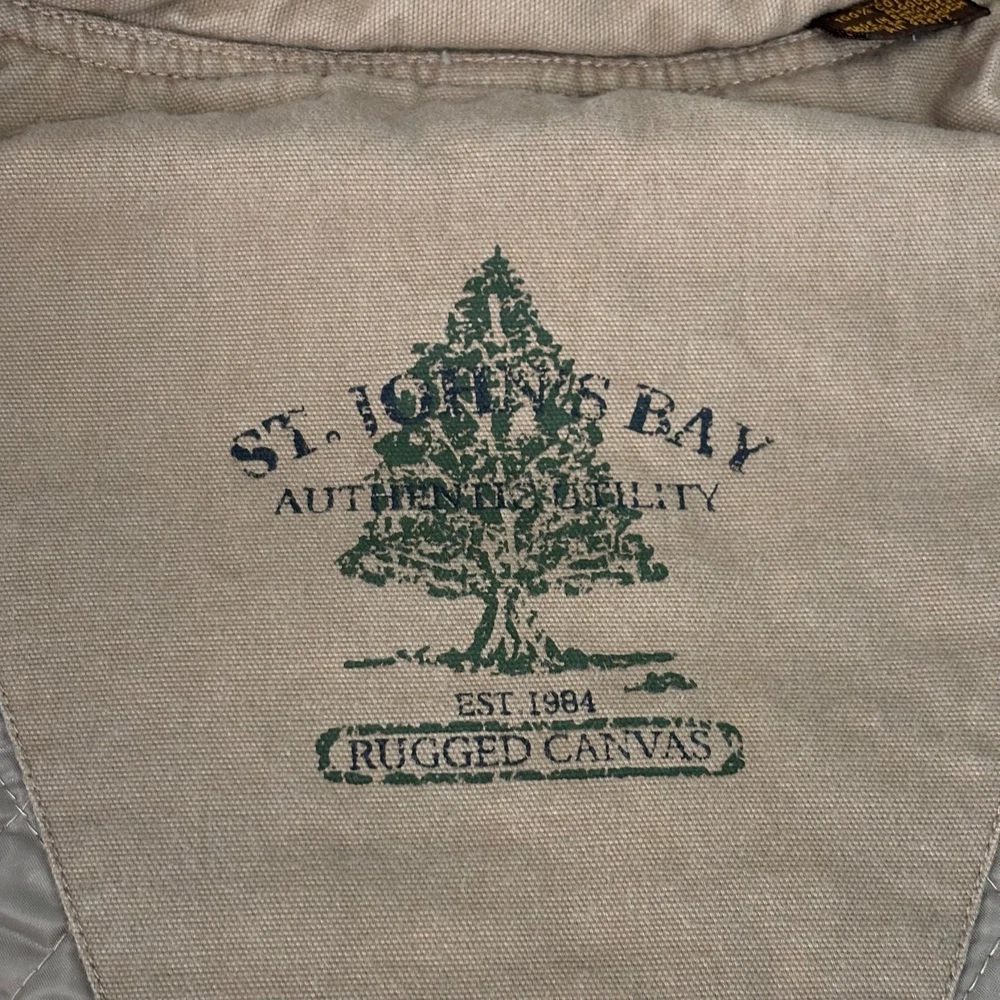 ST. JOHN'S BAY
AUTHENTIC UTILITY
EST. 1984
RUGGED CANVAS